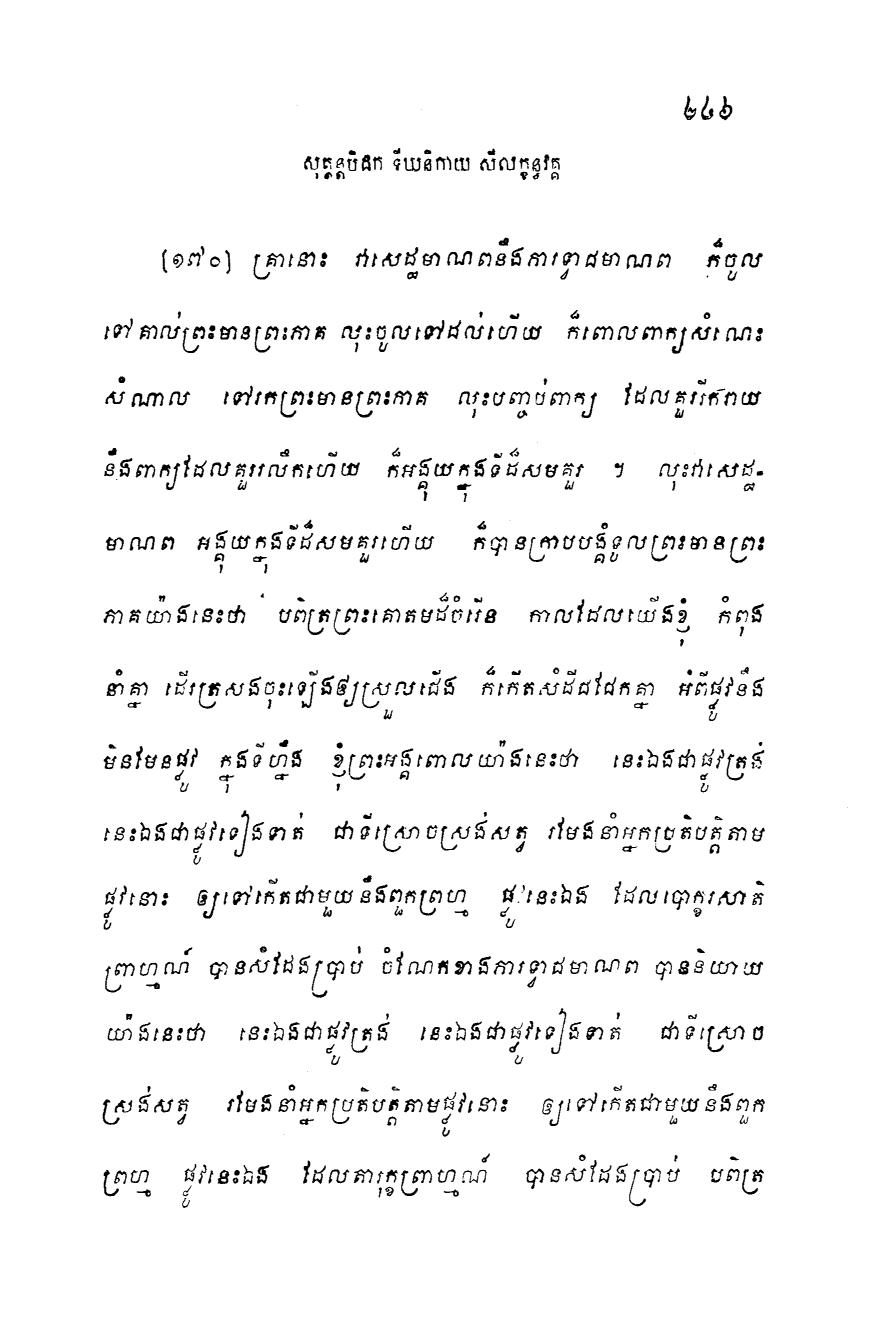 ២៤៦
សុត្តន្តបិដក ទីឃនិកាយ សីលក្ខន្ធវគ្គ
[១៧០] គ្រានោះ វាសេដ្ឋមាណពនឹងភារទ្វាជមាណព ក៏ចូល
ទៅគាល់ព្រះមានព្រះភាគ លុះចូលទៅដល់ហើយ ក៏ពោលពាក្យសំណេះ
សំណាល ទៅរកព្រះមានព្រះភាគ លុះបញ្ចប់ពាក្យ ដែលគួររីករាយ
នឹងពាក្យដែលគួររលឹកហើយ ក៏អង្គុយក្នុងទីដ៏សមគួរ ។ លុះវាសេដ្ឋ-
មាណព អង្គុយក្នុងទីដ៏សមគួរហើយ ក៏បានក្រាបបង្គំទូលព្រះមានព្រះ
ភាគយ៉ាងនេះថា បពិត្រព្រះគោតមដ៏ចំរើន កាលដែលយើងខ្ញុំ កំពុង
នាំគ្នា ដើរត្រសងចុះឡើងឲ្យស្រួលជើង ក៏កើតសំដីជជែកគ្នា អំពីផ្លូវនឹង
មិនមែនផ្លូវ ក្នុងទីហ្នឹង ខ្ញុំព្រះអង្គពោលយ៉ាងនេះថា នេះឯងជាផ្លូវត្រង់
នេះឯងជាផ្លូវទៀងទាត់ ជាទីស្រោចស្រង់សត្វ រមែងនាំអ្នកប្រតិបត្តិតាម
ផ្លូវនោះ ឲ្យទៅកើតជាមួយនឹងពួកព្រហ្ម ផ្លូវនេះឯង ដែលបោក្ខរសាតិ
ព្រាហ្មណ៍ បានសំដែងប្រាប់ ចំណែកខាងភារទ្វាជមាណព បាននិយាយ
យ៉ាងនេះថា នេះឯងជាផ្លូវត្រង់ នេះឯងជាផ្លូវទៀងទាត់ ជាទីស្រោច
ស្រង់សត្វ រមែងនាំអ្នកប្រតិបត្តិតាមផ្លូវនោះ ឲ្យទៅកើតជាមួយនឹងពួក
ព្រហ្ម ផ្លូវនេះឯង ដែលតារុក្ខព្រាហ្មណ៍ បានសំដែងប្រាប់ បពិត្រ